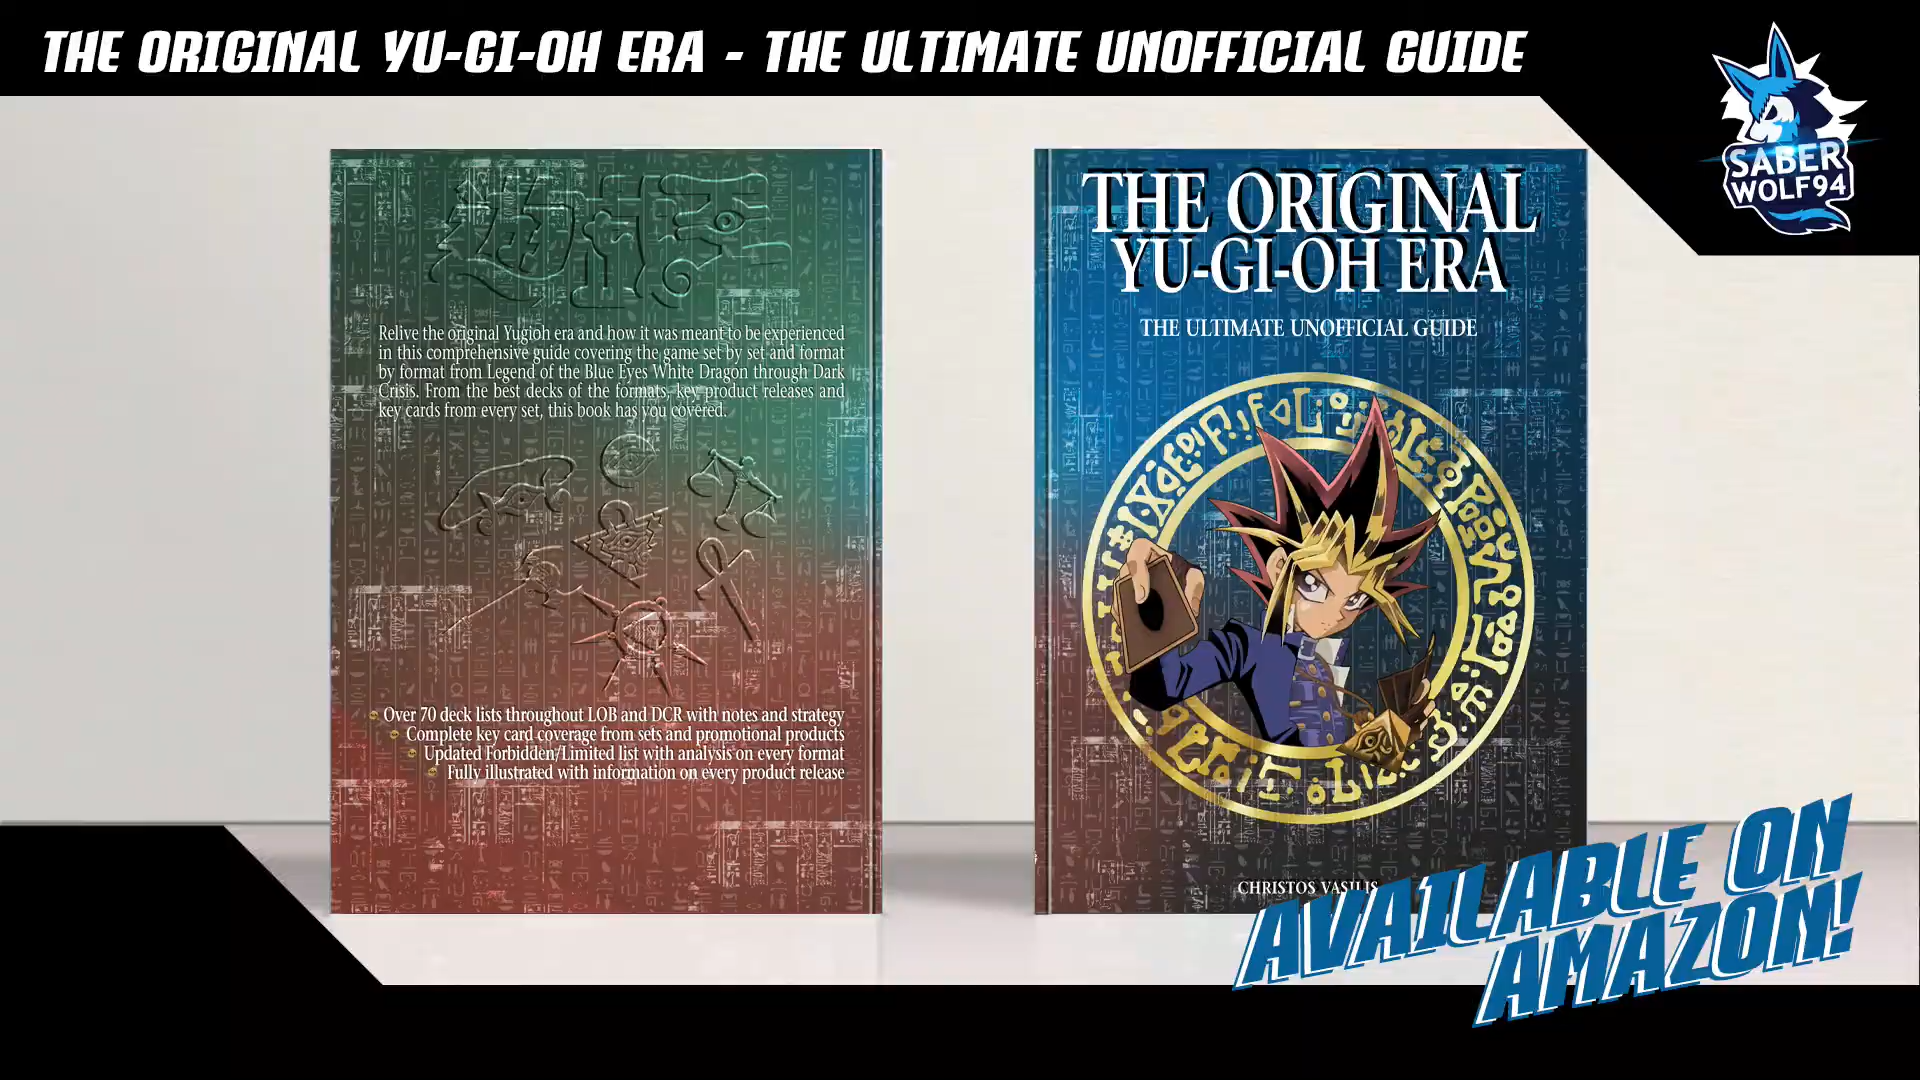 THE ORIGINAL YU-GI-OH ERA - THE ULTIMATE UNOFFICIAL GUIDE
SABER
WOLF94
Relive the original Yugioh era and how it was meant to be experienced
in this comprehensive guide covering the game set by set and format
by format from Legend of the Blue Eyes White Dragon through Dark
Crisis. From the best decks of the formats, key product releases and
key cards from every set, this book has you covered.
Over 70 deck lists throughout LOB and DCR with notes and strategy
Complete key card coverage from sets and promotional products
Updated Forbidden/Limited list with analysis on every format
Fully illustrated with information on every product release
THE ORIGINAL
YU-GI-OH ERA
THE ULTIMATE UNOFFICIAL GUIDE
CHRISTOS VASILIS
AVAILABLE ON
AMAZON!